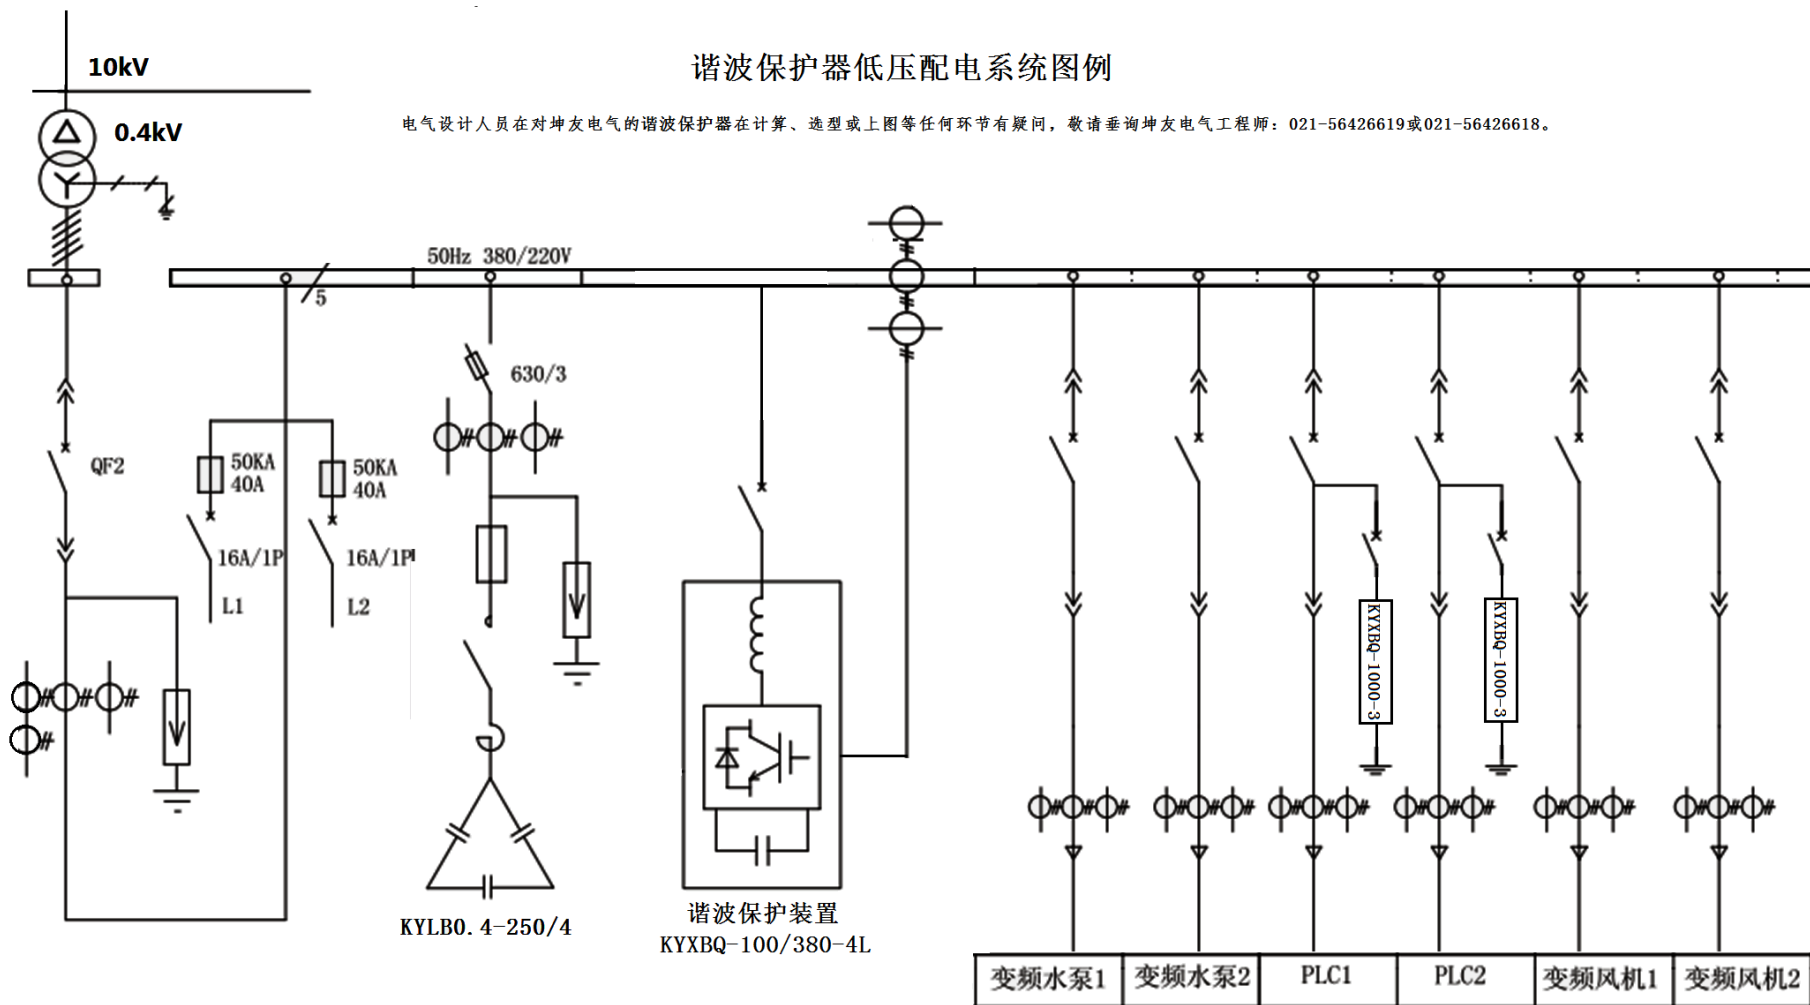 10kV
谐波保护器低压配电系统图例
0.4kV
电气设计人员在对坤友电气的谐波保护器在计算、选型或上图等任何环节有疑问，敬请垂询坤友电气工程师：021-56426619或021-56426618。
50Hz 380/220V
5
630/3
QF2
50KA
40A
50KA
40A
16A/1P
16A/1P
L1
L2
KYXBQ-1000-3
KYXBQ-1000-3
KYLB0.4-250/4
谐波保护装置
KYXBQ-100/380-4L
变频水泵1
变频水泵2
PLC1
PLC2
变频风机1
变频风机2